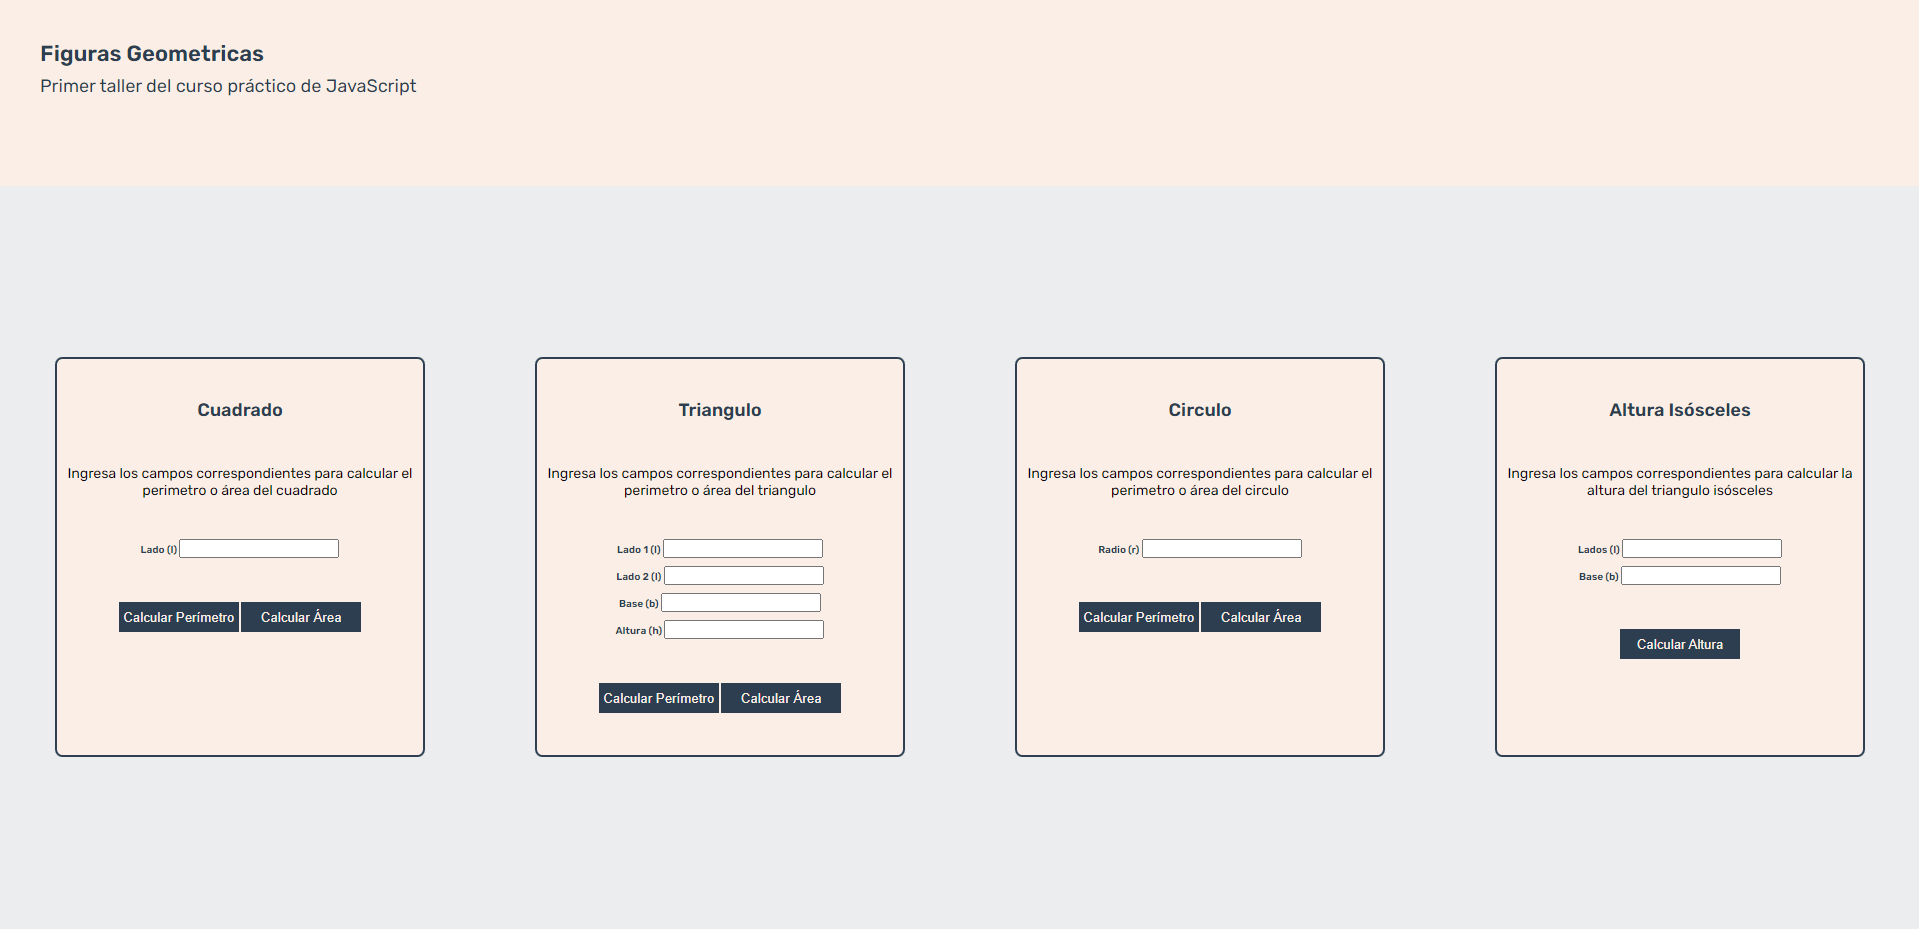 Figuras Geometricas
Primer taller del curso práctico de JavaScript
Cuadrado
Ingresa los campos correspondientes para calcular el
perimetro o área del cuadrado
Lado (l)
Calcular Perímetro
Calcular Área
Triangulo
Ingresa los campos correspondientes para calcular el
perimetro o área del triangulo
Lado 1 (l)
Lado 2 (l)
Base (b)
Altura (h)
Calcular Perímetro
Calcular Área
Circulo
Ingresa los campos correspondientes para calcular el
perimetro o área del circulo
Radio (r)
Calcular Perímetro
Calcular Área
Altura Isósceles
Ingresa los campos correspondientes para calcular la
altura del triangulo isósceles
Lados (l)
Base (b)
Calcular Altura